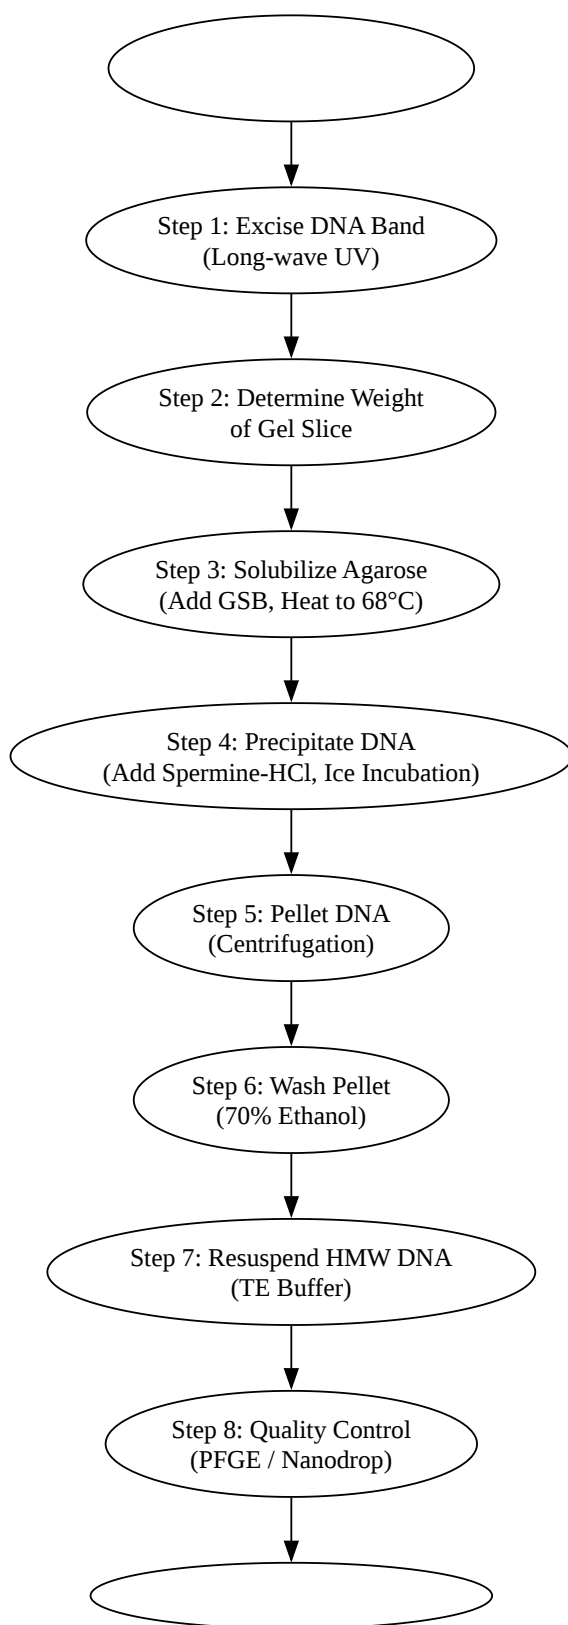 Step 1: Excise DNA Band
(Long-wave UV)
Step 2: Determine Weight
of Gel Slice
Step 3: Solubilize Agarose
(Add GSB, Heat to 68°C)
Step 4: Precipitate DNA
(Add Spermine-HCl, Ice Incubation)
Step 5: Pellet DNA
(Centrifugation)
Step 6: Wash Pellet
(70% Ethanol)
Step 7: Resuspend HMW DNA
(TE Buffer)
Step 8: Quality Control
(PFGE / Nanodrop)